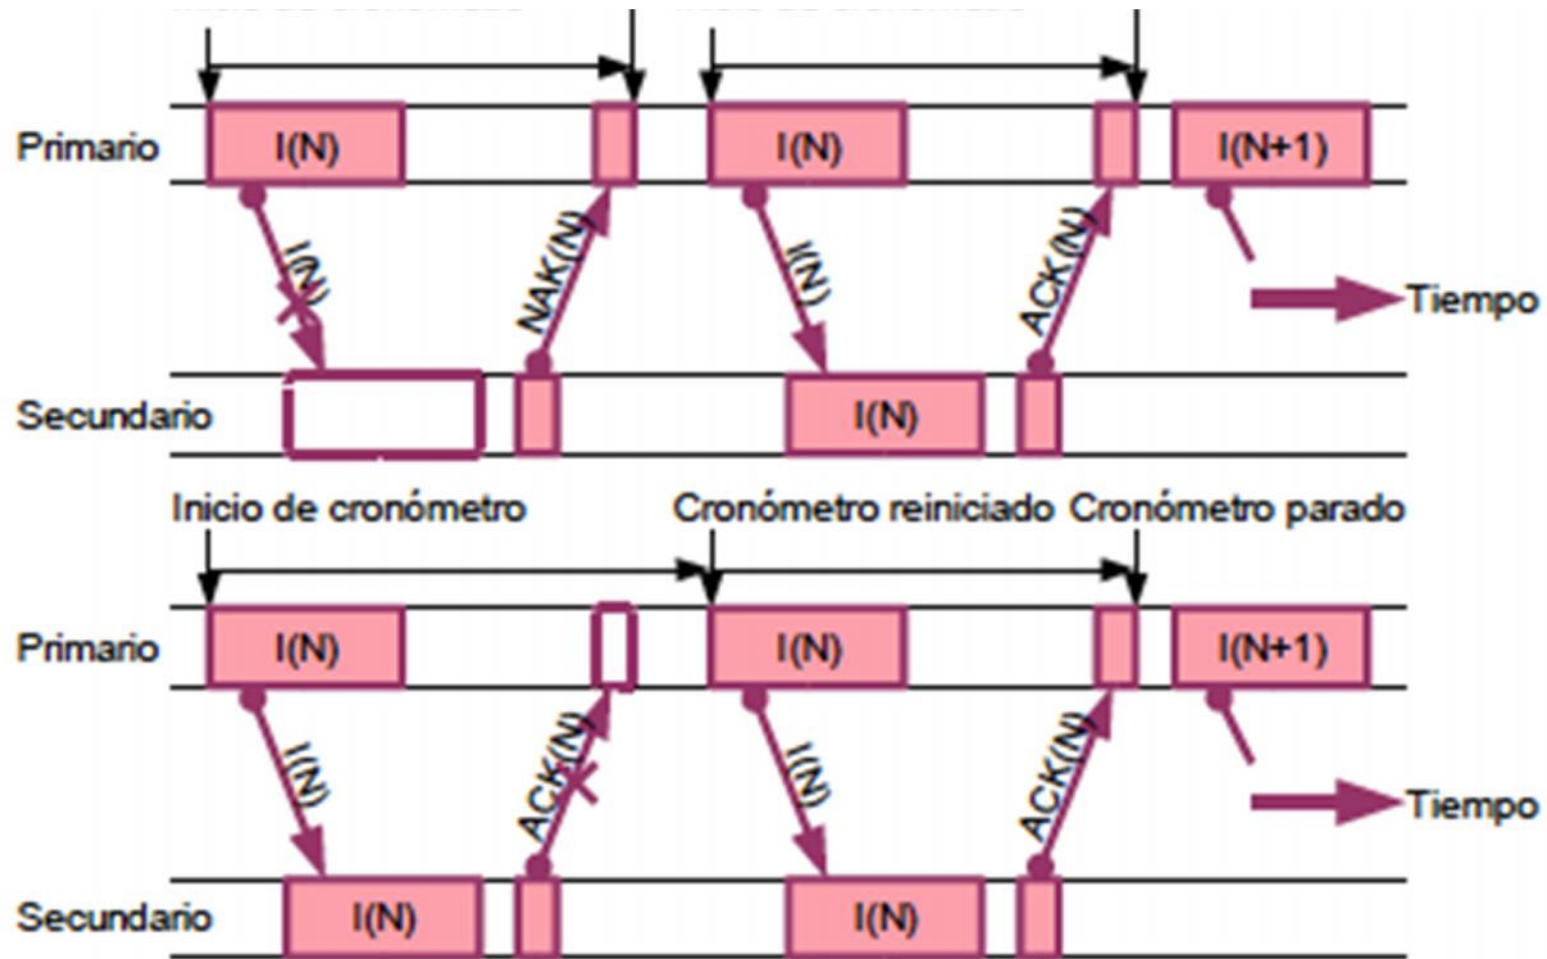 Primario I(N) I(N) I(N+1)
I(N) NAK(N) I(N) ACK(N)
Tiempo
Secundario I(N)
Inicio de cronómetro Cronómetro reiniciado Cronómetro parado
Primario I(N) I(N) I(N+1)
I(N) ACK(N) I(N) ACK(N)
Tiempo
Secundario I(N) I(N)